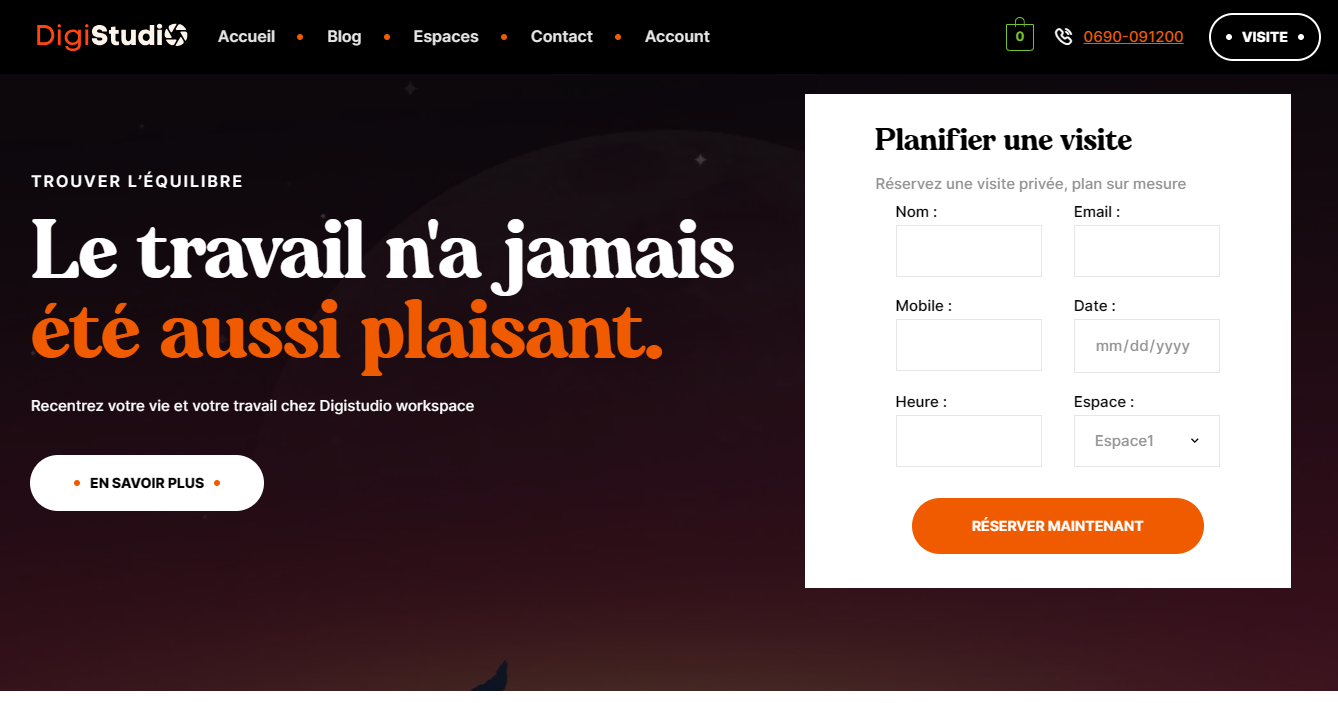 DigiStudio
Accueil
Blog
Espaces
Contact
Account
0
0690-091200
VISITE
TROUVER L’ÉQUILIBRE
Le travail n'a jamais
été aussi plaisant.
Recentrez votre vie et votre travail chez Digistudio workspace
EN SAVOIR PLUS
Planifier une visite
Réservez une visite privée, plan sur mesure
Nom :
Email :
Mobile :
Date :
mm/dd/yyyy
Heure :
Espace :
Espace1
RÉSERVER MAINTENANT